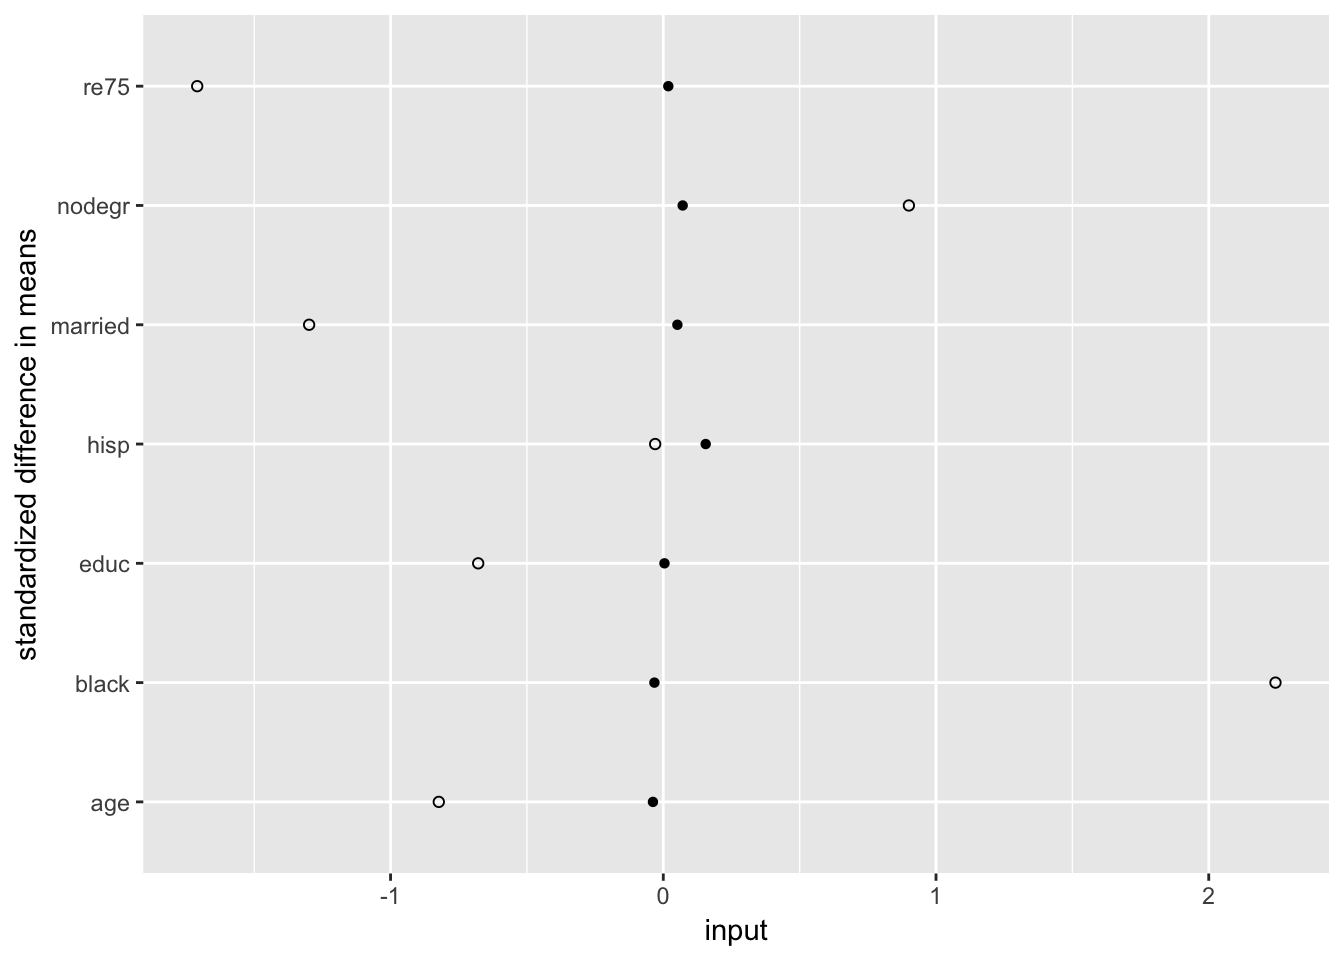 standardized difference in means
re75
nodegr
married
hisp
educ
black
age
-1
0
1
2
input